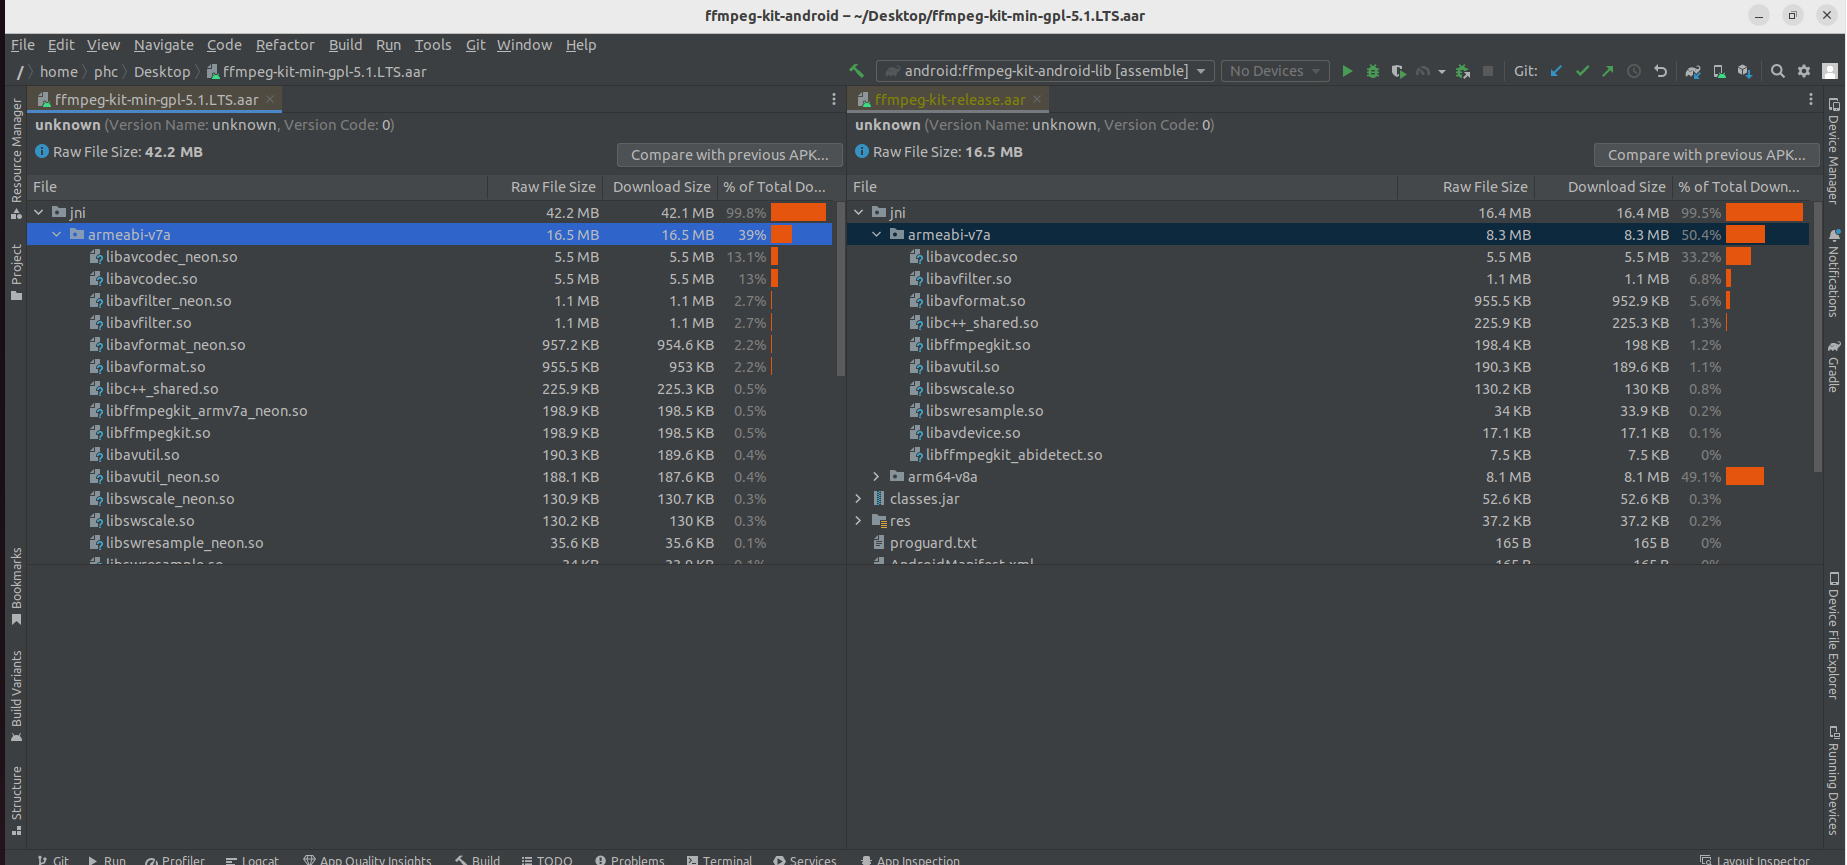 ffmpeg-kit-android – ~/Desktop/ffmpeg-kit-min-gpl-5.1.LTS.aar
File Edit View Navigate Code Refactor Build Run Tools Git Window Help
/ home phc Desktop ffmpeg-kit-min-gpl-5.1.LTS.aar
android:ffmpeg-kit-android-lib [assemble] No Devices Git:
ffmpeg-kit-min-gpl-5.1.LTS.aar
unknown (Version Name: unknown, Version Code: 0)
Raw File Size: 42.2 MB
Compare with previous APK...
File Raw File Size Download Size % of Total Do...
jni 42.2 MB 42.1 MB 99.8%
armeabi-v7a 16.5 MB 16.5 MB 39%
libavcodec_neon.so 5.5 MB 5.5 MB 13.1%
libavcodec.so 5.5 MB 5.5 MB 13%
libavfilter_neon.so 1.1 MB 1.1 MB 2.7%
libavfilter.so 1.1 MB 1.1 MB 2.7%
libavformat_neon.so 957.2 KB 954.6 KB 2.2%
libavformat.so 955.5 KB 953 KB 2.2%
libc++_shared.so 225.9 KB 225.3 KB 0.5%
libffmpegkit_armv7a_neon.so 198.9 KB 198.5 KB 0.5%
libffmpegkit.so 198.9 KB 198.5 KB 0.5%
libavutil.so 190.3 KB 189.6 KB 0.4%
libavutil_neon.so 188.1 KB 187.6 KB 0.4%
libswscale_neon.so 130.9 KB 130.7 KB 0.3%
libswscale.so 130.2 KB 130 KB 0.3%
libswresample_neon.so 35.6 KB 35.6 KB 0.1%
libswresample.so 34 KB 33.9 KB 0.1%
ffmpeg-kit-release.aar
unknown (Version Name: unknown, Version Code: 0)
Raw File Size: 16.5 MB
Compare with previous APK...
File Raw File Size Download Size % of Total Down...
jni 16.4 MB 16.4 MB 99.5%
armeabi-v7a 8.3 MB 8.3 MB 50.4%
libavcodec.so 5.5 MB 5.5 MB 33.2%
libavfilter.so 1.1 MB 1.1 MB 6.8%
libavformat.so 955.5 KB 952.9 KB 5.6%
libc++_shared.so 225.9 KB 225.3 KB 1.3%
libffmpegkit.so 198.4 KB 198 KB 1.2%
libavutil.so 190.3 KB 189.6 KB 1.1%
libswscale.so 130.2 KB 130 KB 0.8%
libswresample.so 34 KB 33.9 KB 0.2%
libavdevice.so 17.1 KB 17.1 KB 0.1%
libffmpegkit_abidetect.so 7.5 KB 7.5 KB 0%
arm64-v8a 8.1 MB 8.1 MB 49.1%
classes.jar 52.6 KB 52.6 KB 0.3%
res 37.2 KB 37.2 KB 0.2%
proguard.txt 165 B 165 B 0%
AndroidManifest.xml 165 B 165 B 0%
Resource Manager
Project
Bookmarks
Build Variants
Structure
Device Manager
Notifications
Gradle
Device File Explorer
Running Devices
Git Run Profiler Logcat App Quality Insights Build TODO Problems Terminal Services App Inspection Layout Inspector